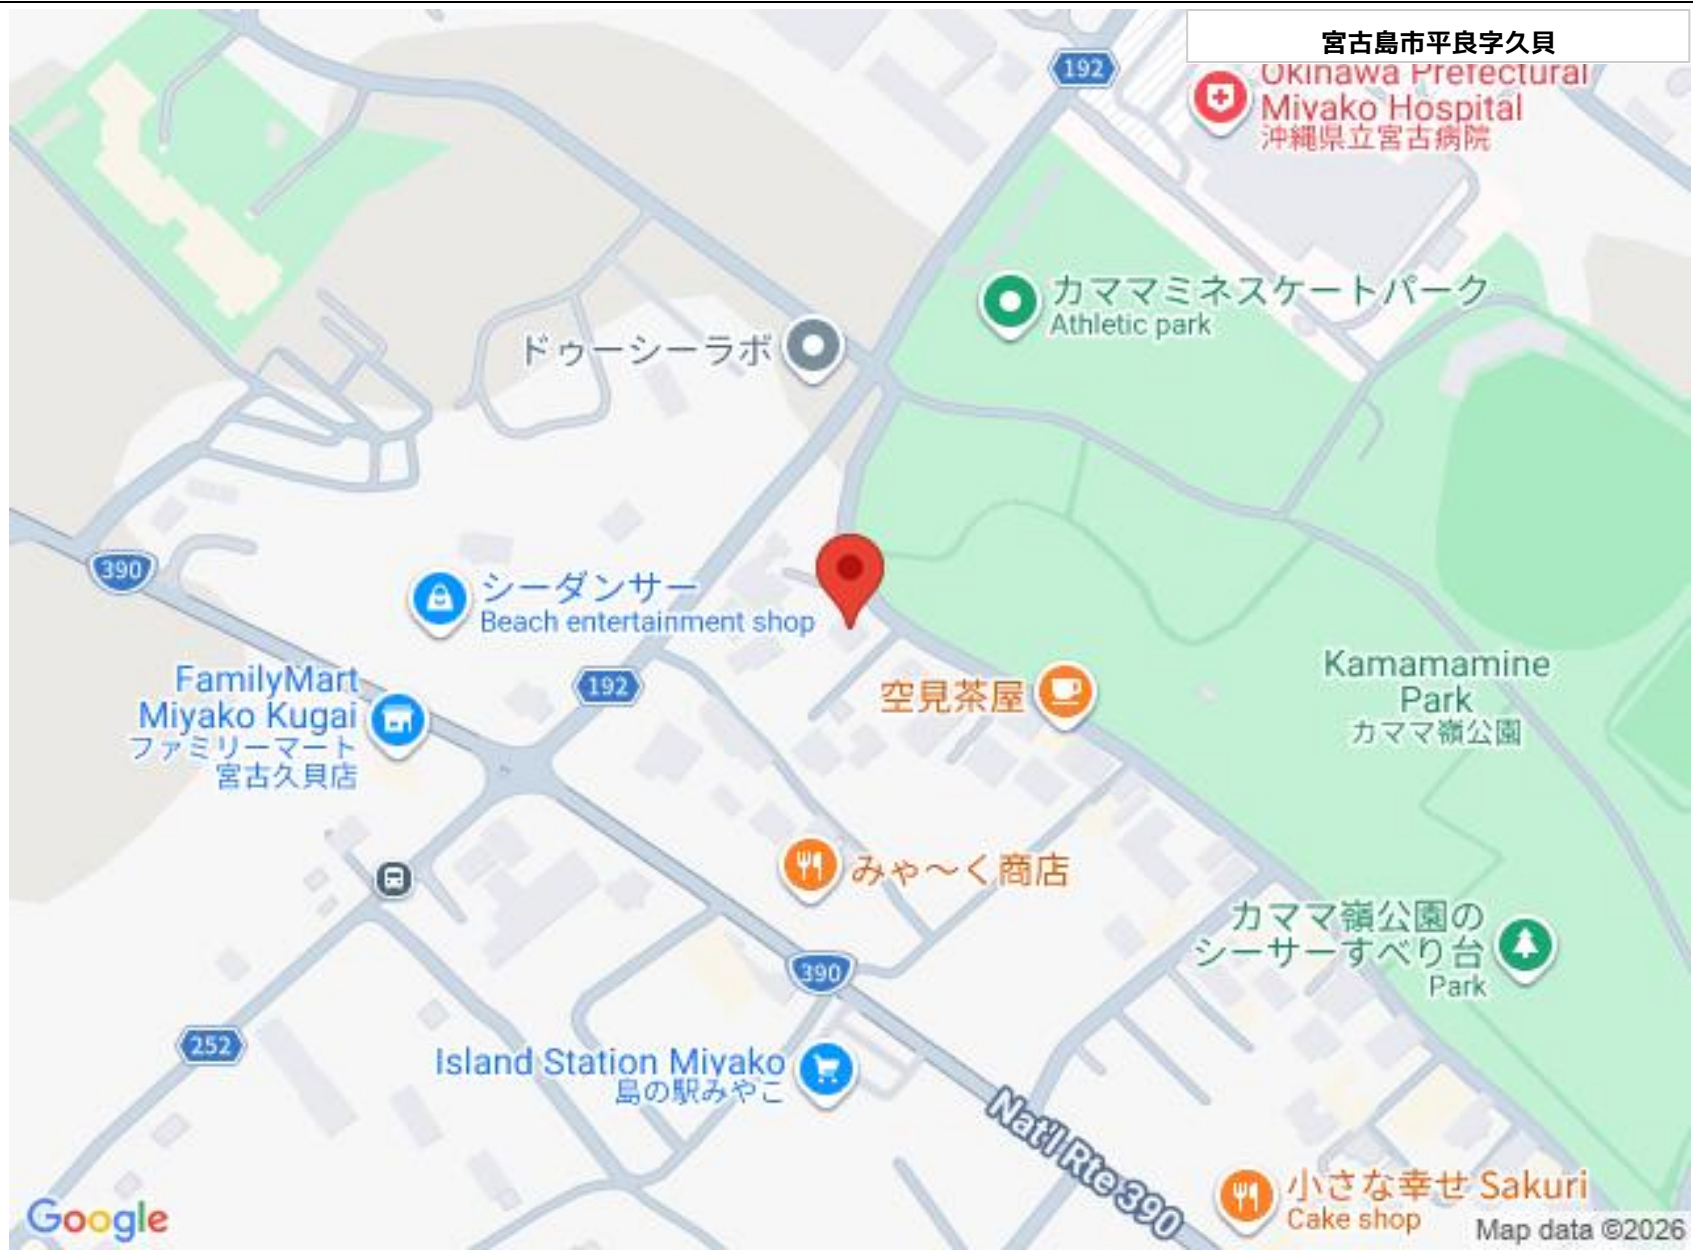 宮古島市平良字久貝
192
Okinawa Prefectural
Miyako Hospital
沖縄県立宮古病院
カママミネスケートパーク
Athletic park
ドゥーシーラボ
390
シーダンサー
Beach entertainment shop
192
FamilyMart
Miyako Kugai
ファミリーマート
宮古久貝店
空見茶屋
Kamamamine
Park
カママ嶺公園
みゃ～く商店
カママ嶺公園の
シーサーすべり台
Park
390
252
Island Station Miyako
島の駅みやこ
Nat'l Rte 390
小さな幸せ Sakuri
Cake shop
Google
Map data ©2026